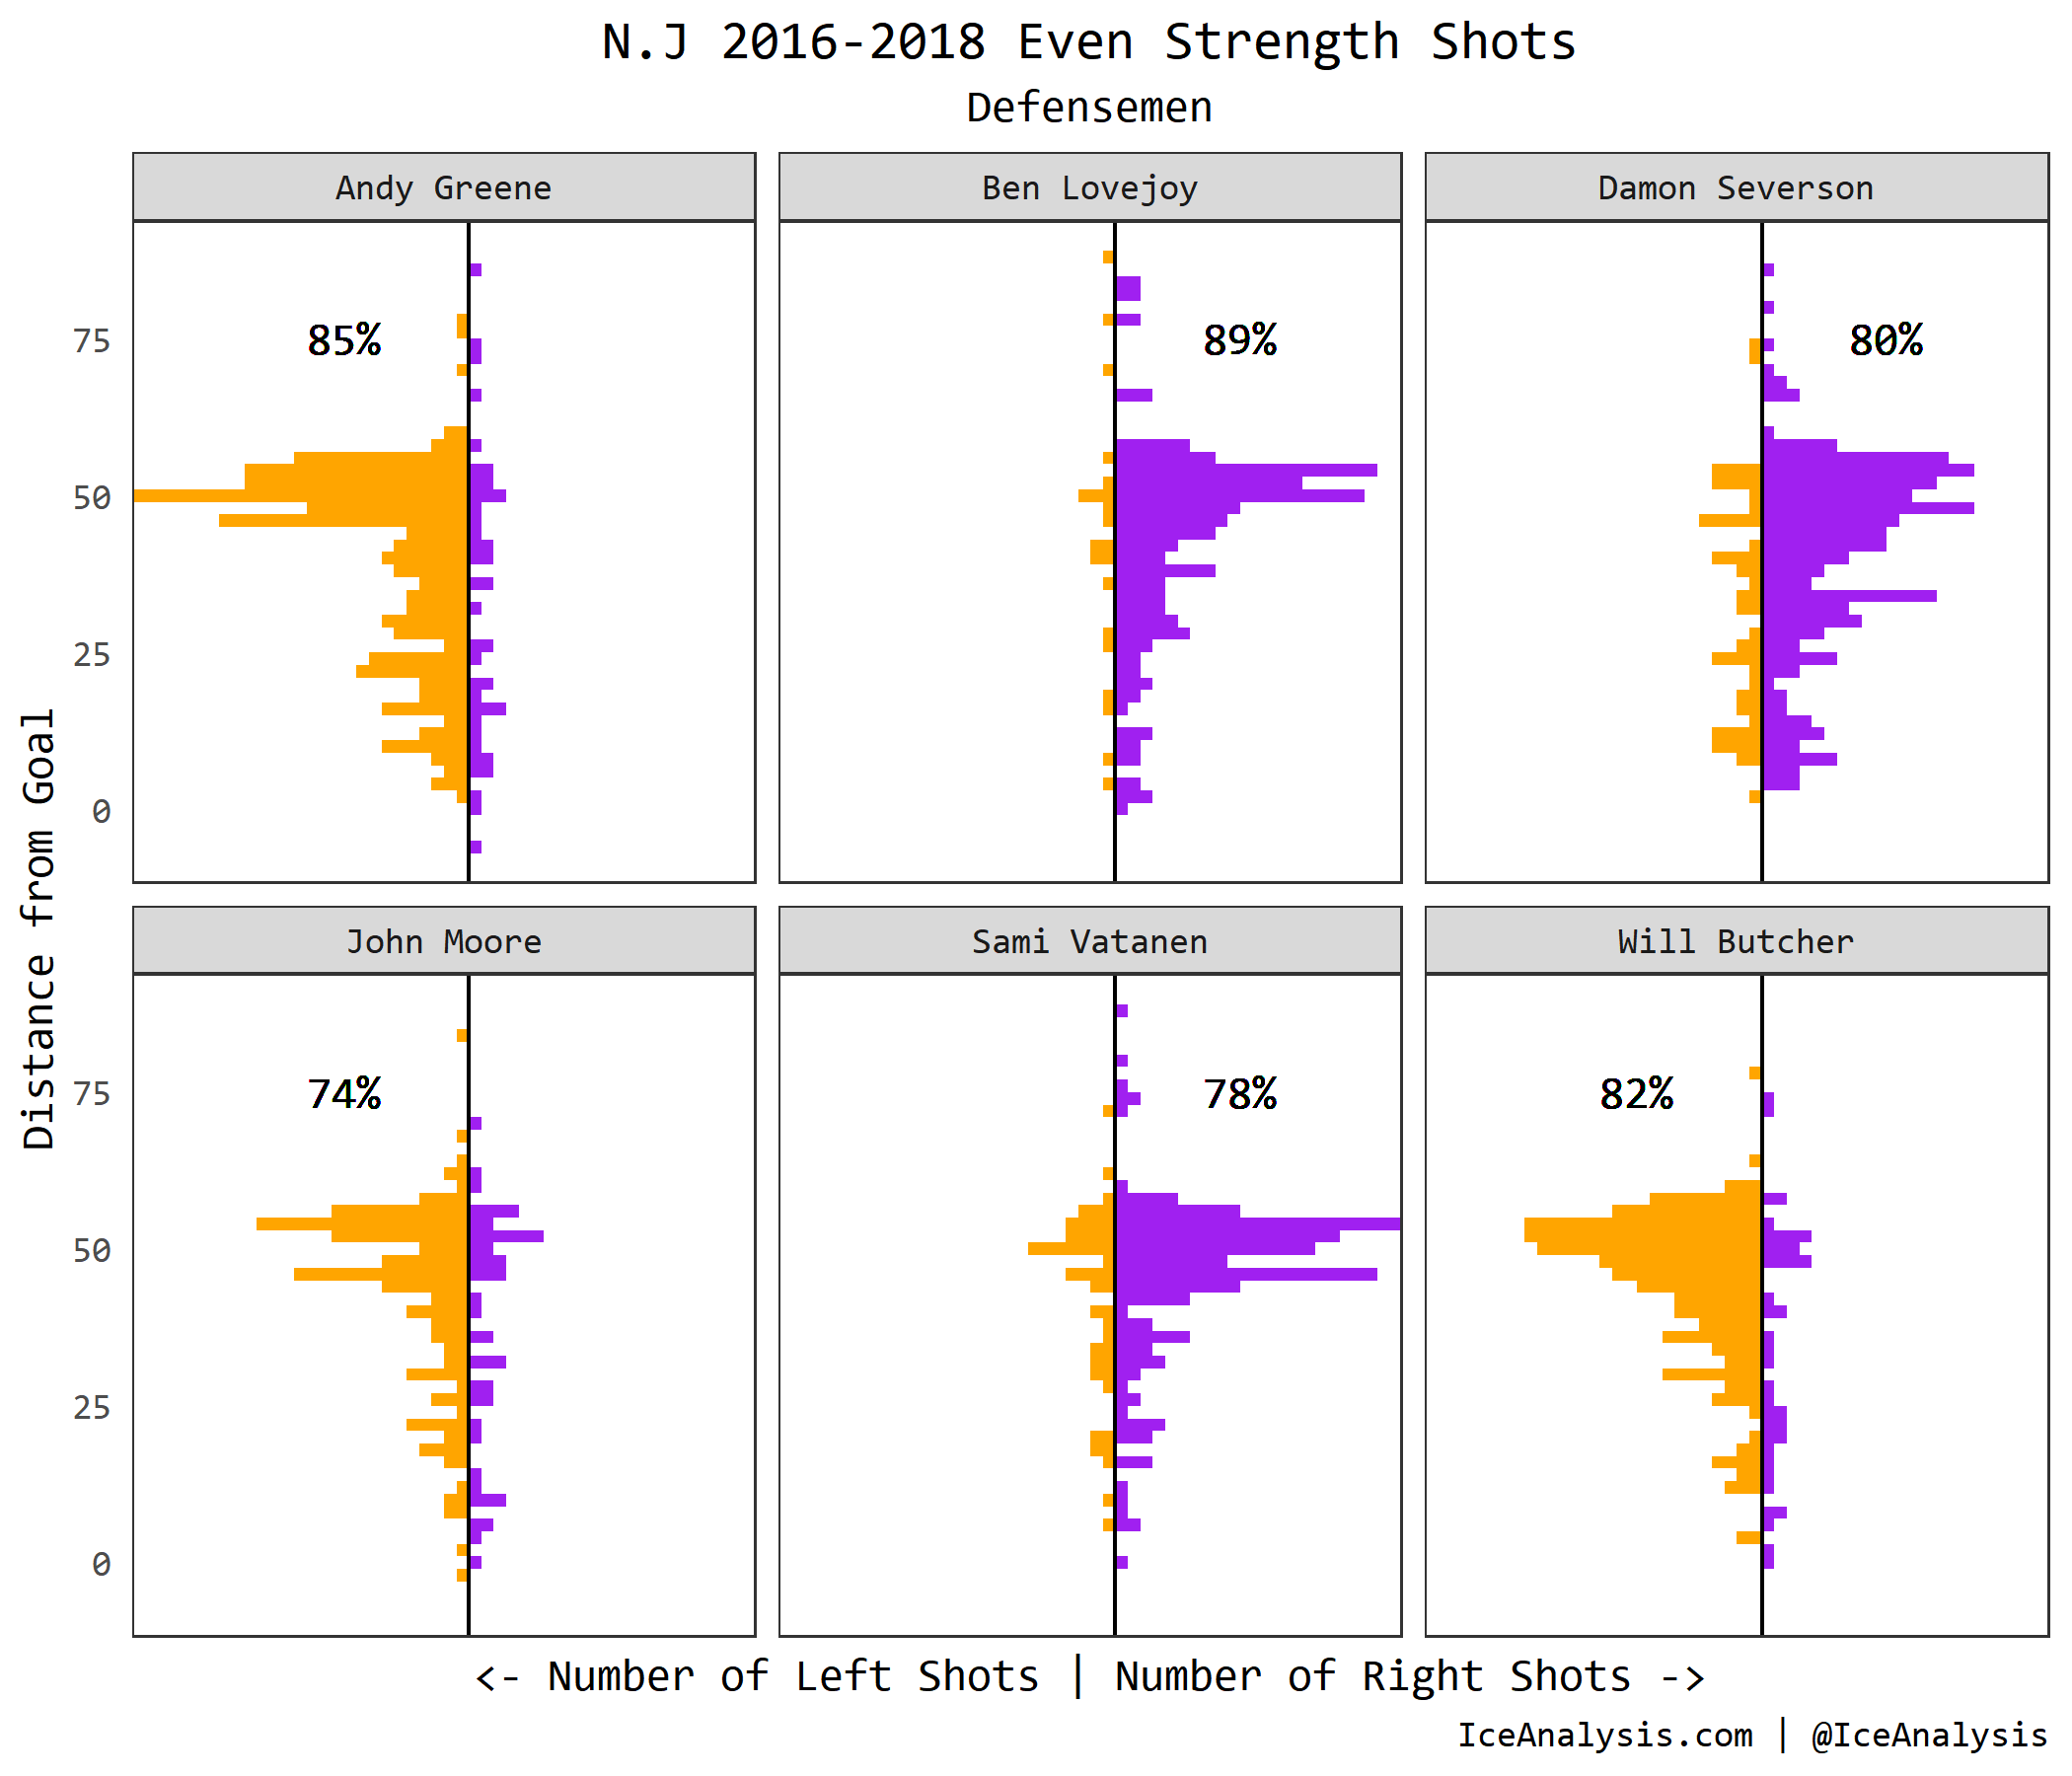 N.J 2016-2018 Even Strength Shots
Defensemen
Andy Greene
Ben Lovejoy
Damon Severson
85%
89%
80%
75
50
25
0
John Moore
Sami Vatanen
Will Butcher
74%
78%
82%
75
50
25
0
Distance from Goal
<- Number of Left Shots | Number of Right Shots ->
IceAnalysis.com | @IceAnalysis